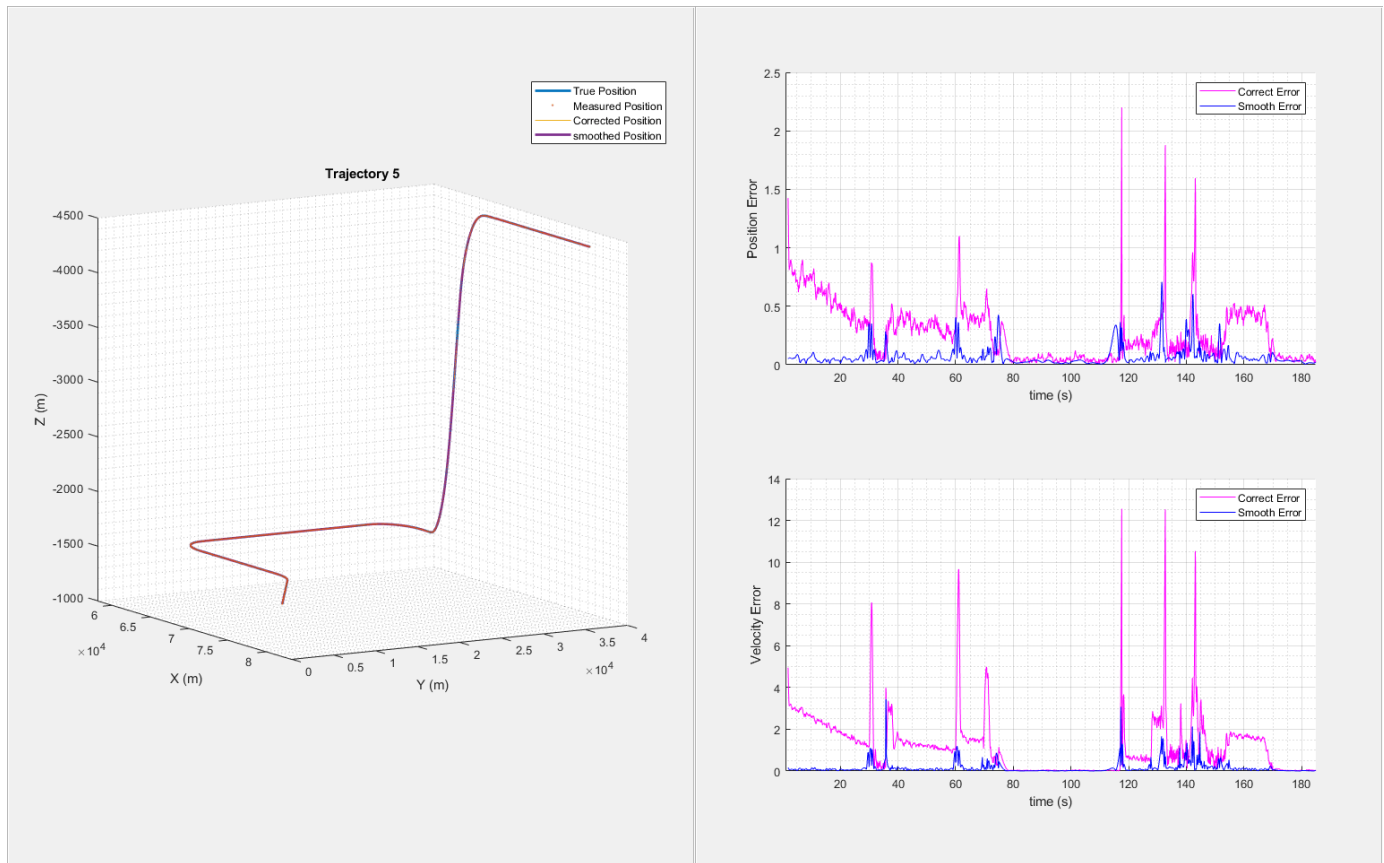 True Position
Measured Position
Corrected Position
smoothed Position
Trajectory 5
-4500
-4000
-3500
-3000
-2500
-2000
-1500
-1000
Z (m)
6
6.5
7
7.5
8
×10^4
X (m)
0
0.5
1
1.5
2
2.5
3
3.5
4
×10^4
Y (m)
2.5
2
1.5
1
0.5
0
Position Error
Correct Error
Smooth Error
20 40 60 80 100 120 140 160 180
time (s)
14
12
10
8
6
4
2
0
Velocity Error
Correct Error
Smooth Error
20 40 60 80 100 120 140 160 180
time (s)